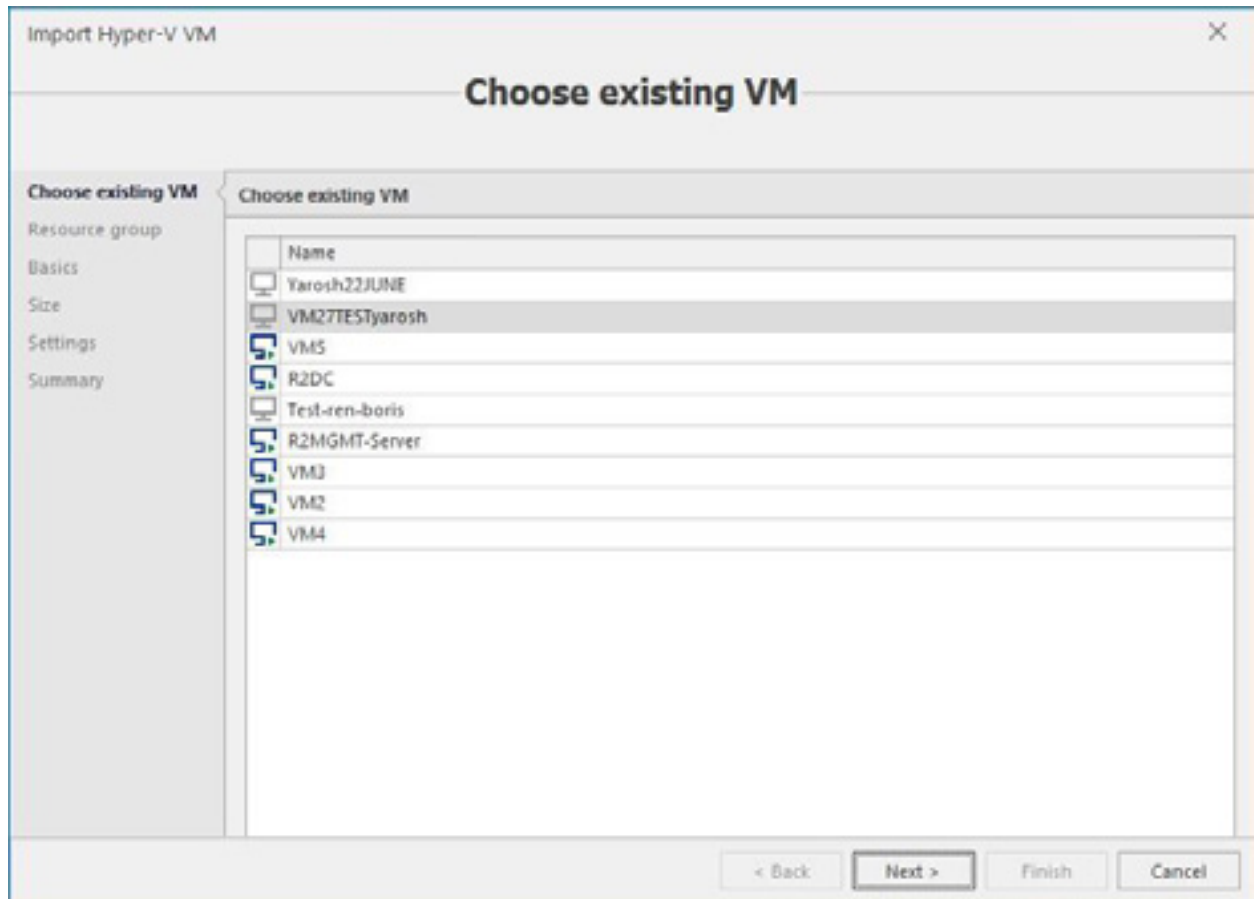 Import Hyper-V VM
Choose existing VM
Choose existing VM
Resource group
Basics
Size
Settings
Summary
Choose existing VM
Name
Yarosh22JUNE
VM27TESTyarosh
VM5
R2DC
Test-ren-boris
R2MGMT-Server
VM3
VM2
VM4
< Back
Next >
Finish
Cancel